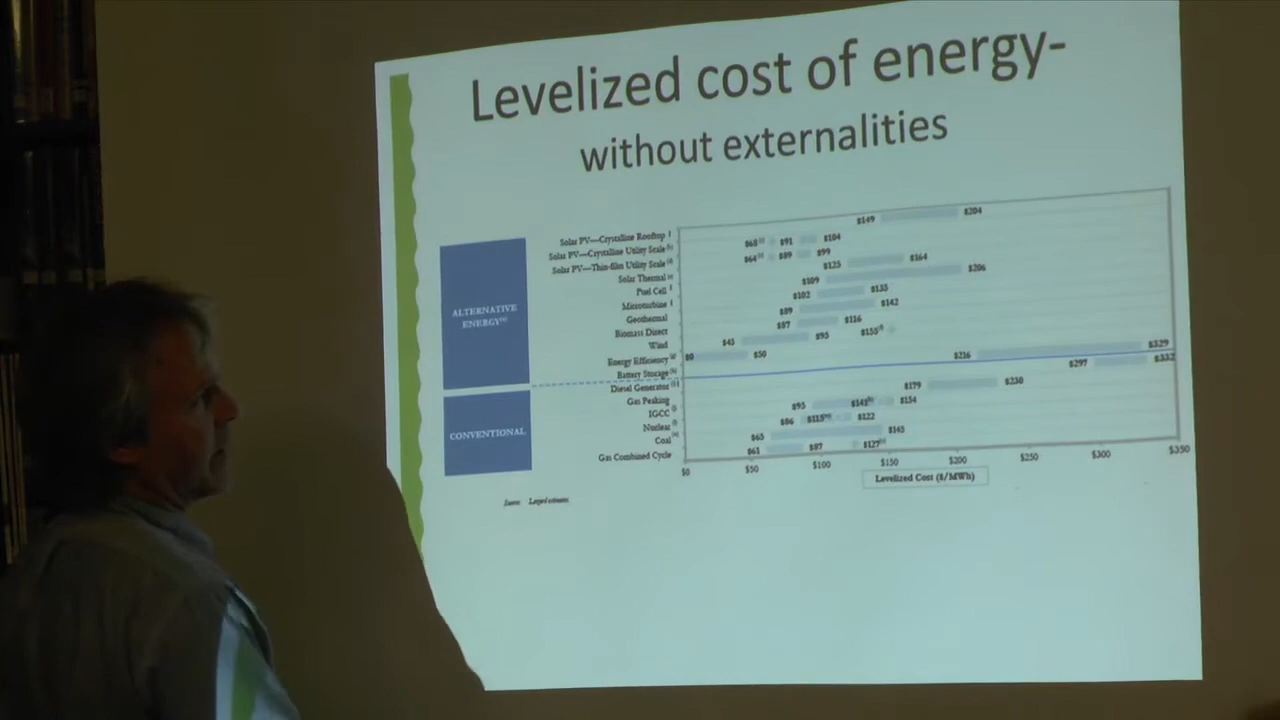 Levelized cost of energy-
without externalities
ALTERNATIVE
ENERGY
CONVENTIONAL
Solar PV—Crystalline Rooftop $149 $204
Solar PV—Crystalline Utility Scale $68 $91 $104
Solar PV—Thin-film Utility Scale $64 $89 $99
Solar Thermal $125 $164
Fuel Cell $109 $206
Microturbine $102 $135
Geothermal $89 $142
Biomass Direct $87 $116
Wind $45 $95 $155
Energy Efficiency $0 $50
Battery Storage $216 $329
Diesel Generator $297 $332
Gas Peaking $179 $230
IGCC $95 $154
Nuclear $86 $122
Coal $65 $145
Gas Combined Cycle $61 $87 $127
$0 $50 $100 $150 $200 $250 $300 $350
Levelized Cost ($/MWh)